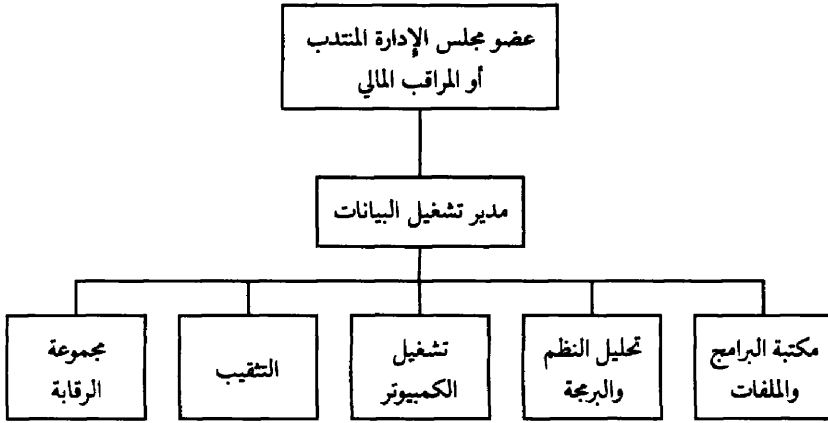 عضو مجلس الإدارة المنتدب
أو المراقب المالي
مدير تشغيل البيانات
مكتبة البرامج
والملفات
تحليل النظم
والبرمجة
تشغيل
الكمبيوتر
التثقيب
مجموعة
الرقابة